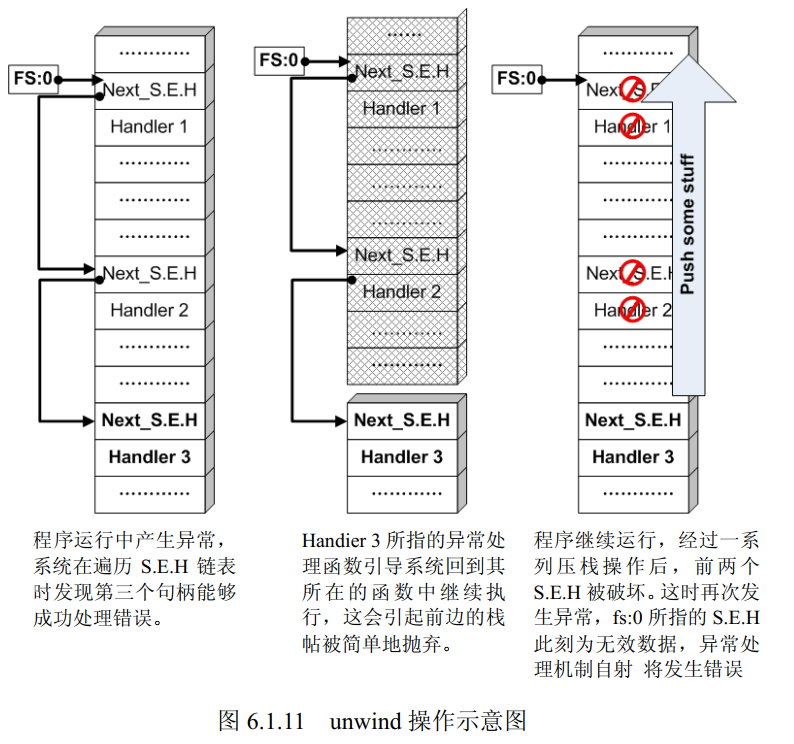 …………
FS:0
Next_S.E.H
Handler 1
…………
…………
…………
Next_S.E.H
Handler 2
…………
…………
Next_S.E.H
Handler 3
…………
程序运行中产生异常，
系统在遍历 S.E.H 链表
时发现第三个句柄能够
成功处理错误。
……
FS:0
Next_S.E.H
Handler 1
…………
…………
…………
Next_S.E.H
Handler 2
…………
…………
Next_S.E.H
Handler 3
…………
Handier 3 所指的异常处
理函数引导系统回到其
所在的函数中继续执
行，这会引起前边的栈
帖被简单地抛弃。
…………
FS:0
Next_S.E.H
Handler 1
…………
…………
…………
Next_S.E.H
Handler 2
…………
…………
Next_S.E.H
Handler 3
…………
Push some stuff
程序继续运行，经过一系
列压栈操作后，前两个
S.E.H 被破坏。这时再次发
生异常，fs:0 所指的 S.E.H
此刻为无效数据，异常处
理机制自射 将发生错误
图 6.1.11 unwind 操作示意图